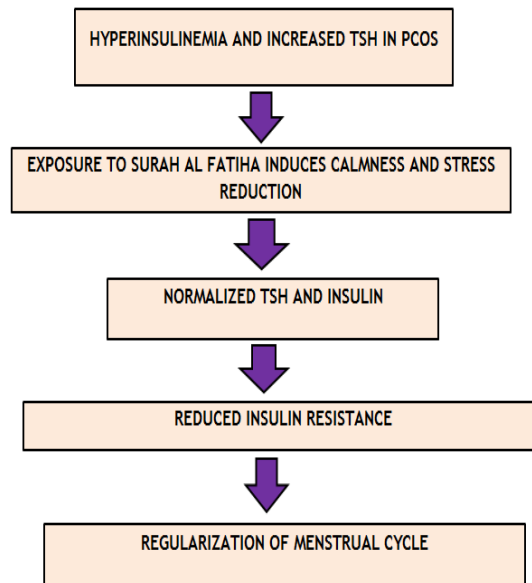 HYPERINSULINEMIA AND INCREASED TSH IN PCOS
EXPOSURE TO SURAH AL FATIHA INDUCES CALMNESS AND STRESS
REDUCTION
NORMALIZED TSH AND INSULIN
REDUCED INSULIN RESISTANCE
REGULARIZATION OF MENSTRUAL CYCLE